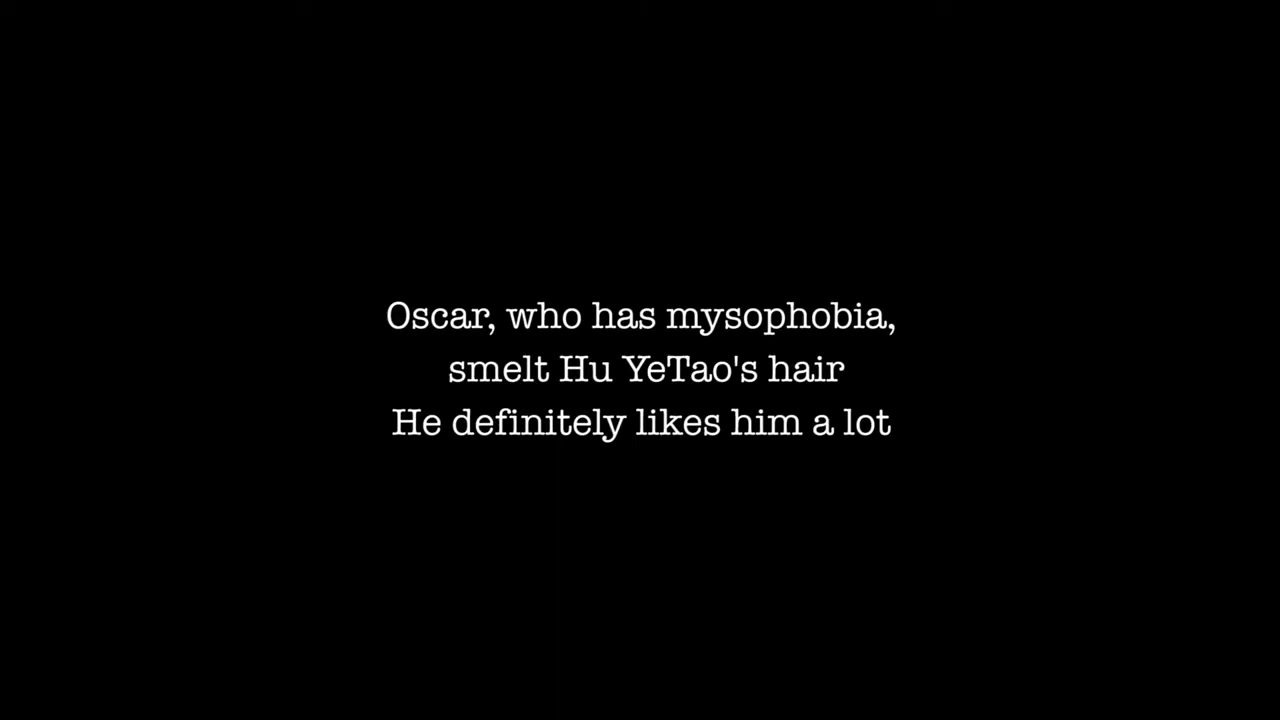 Oscar, who has mysophobia,
smelt Hu YeTao's hair
He definitely likes him a lot